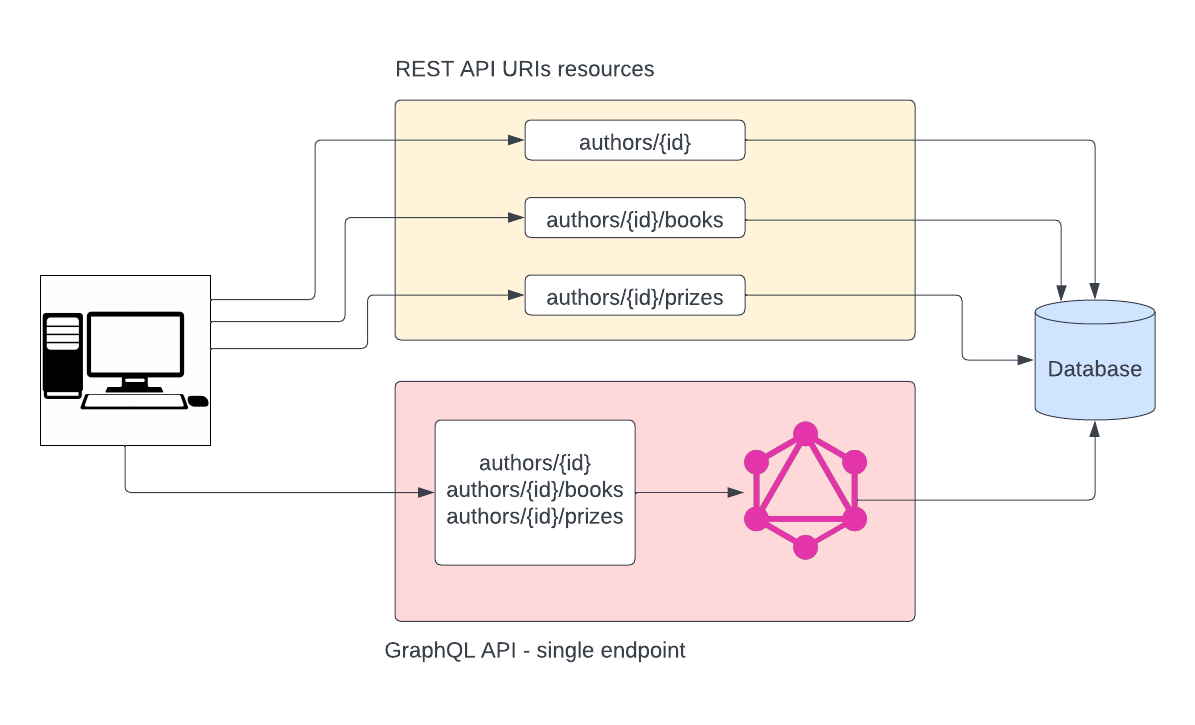 REST API URIs resources
authors/{id}
authors/{id}/books
authors/{id}/prizes
Database
authors/{id}
authors/{id}/books
authors/{id}/prizes
GraphQL API - single endpoint